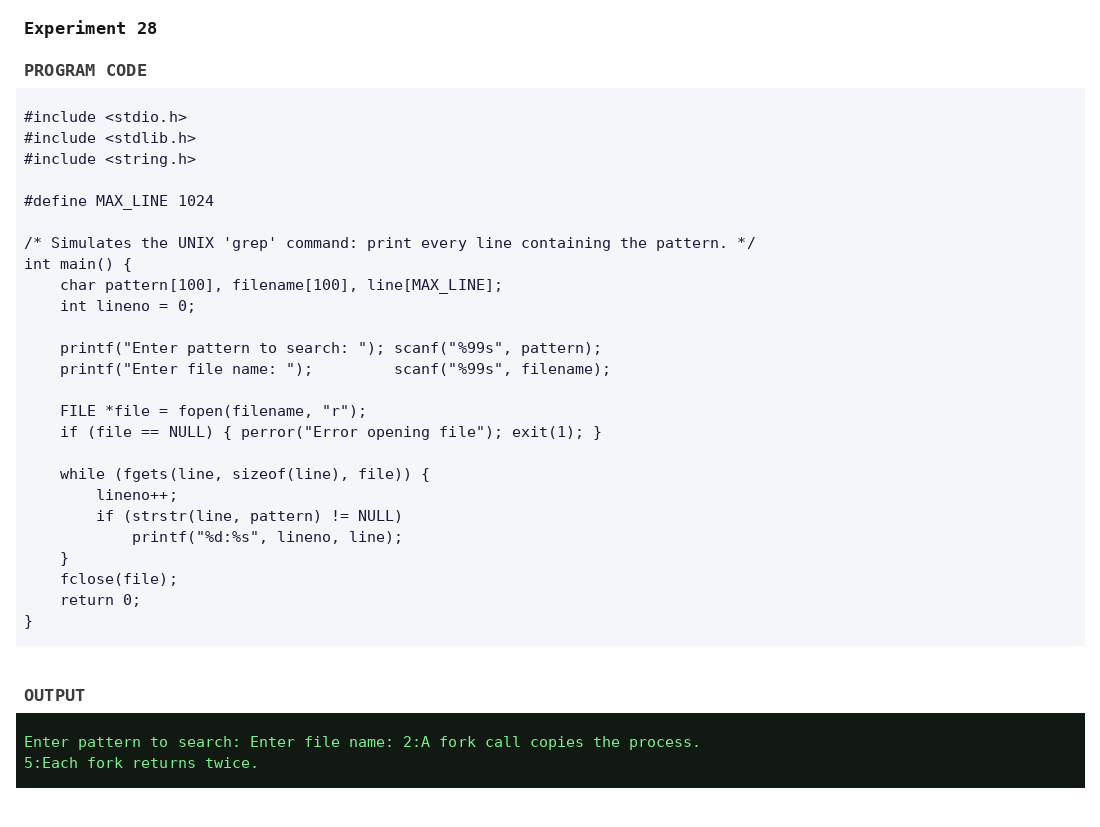 Experiment 28
PROGRAM CODE
#include <stdio.h>
#include <stdlib.h>
#include <string.h>

#define MAX_LINE 1024

/* Simulates the UNIX 'grep' command: print every line containing the pattern. */
int main() {
    char pattern[100], filename[100], line[MAX_LINE];
    int lineno = 0;

    printf("Enter pattern to search: "); scanf("%99s", pattern);
    printf("Enter file name: ");         scanf("%99s", filename);

    FILE *file = fopen(filename, "r");
    if (file == NULL) { perror("Error opening file"); exit(1); }

    while (fgets(line, sizeof(line), file)) {
        lineno++;
        if (strstr(line, pattern) != NULL)
            printf("%d:%s", lineno, line);
    }
    fclose(file);
    return 0;
}
OUTPUT
Enter pattern to search: Enter file name: 2:A fork call copies the process.
5:Each fork returns twice.